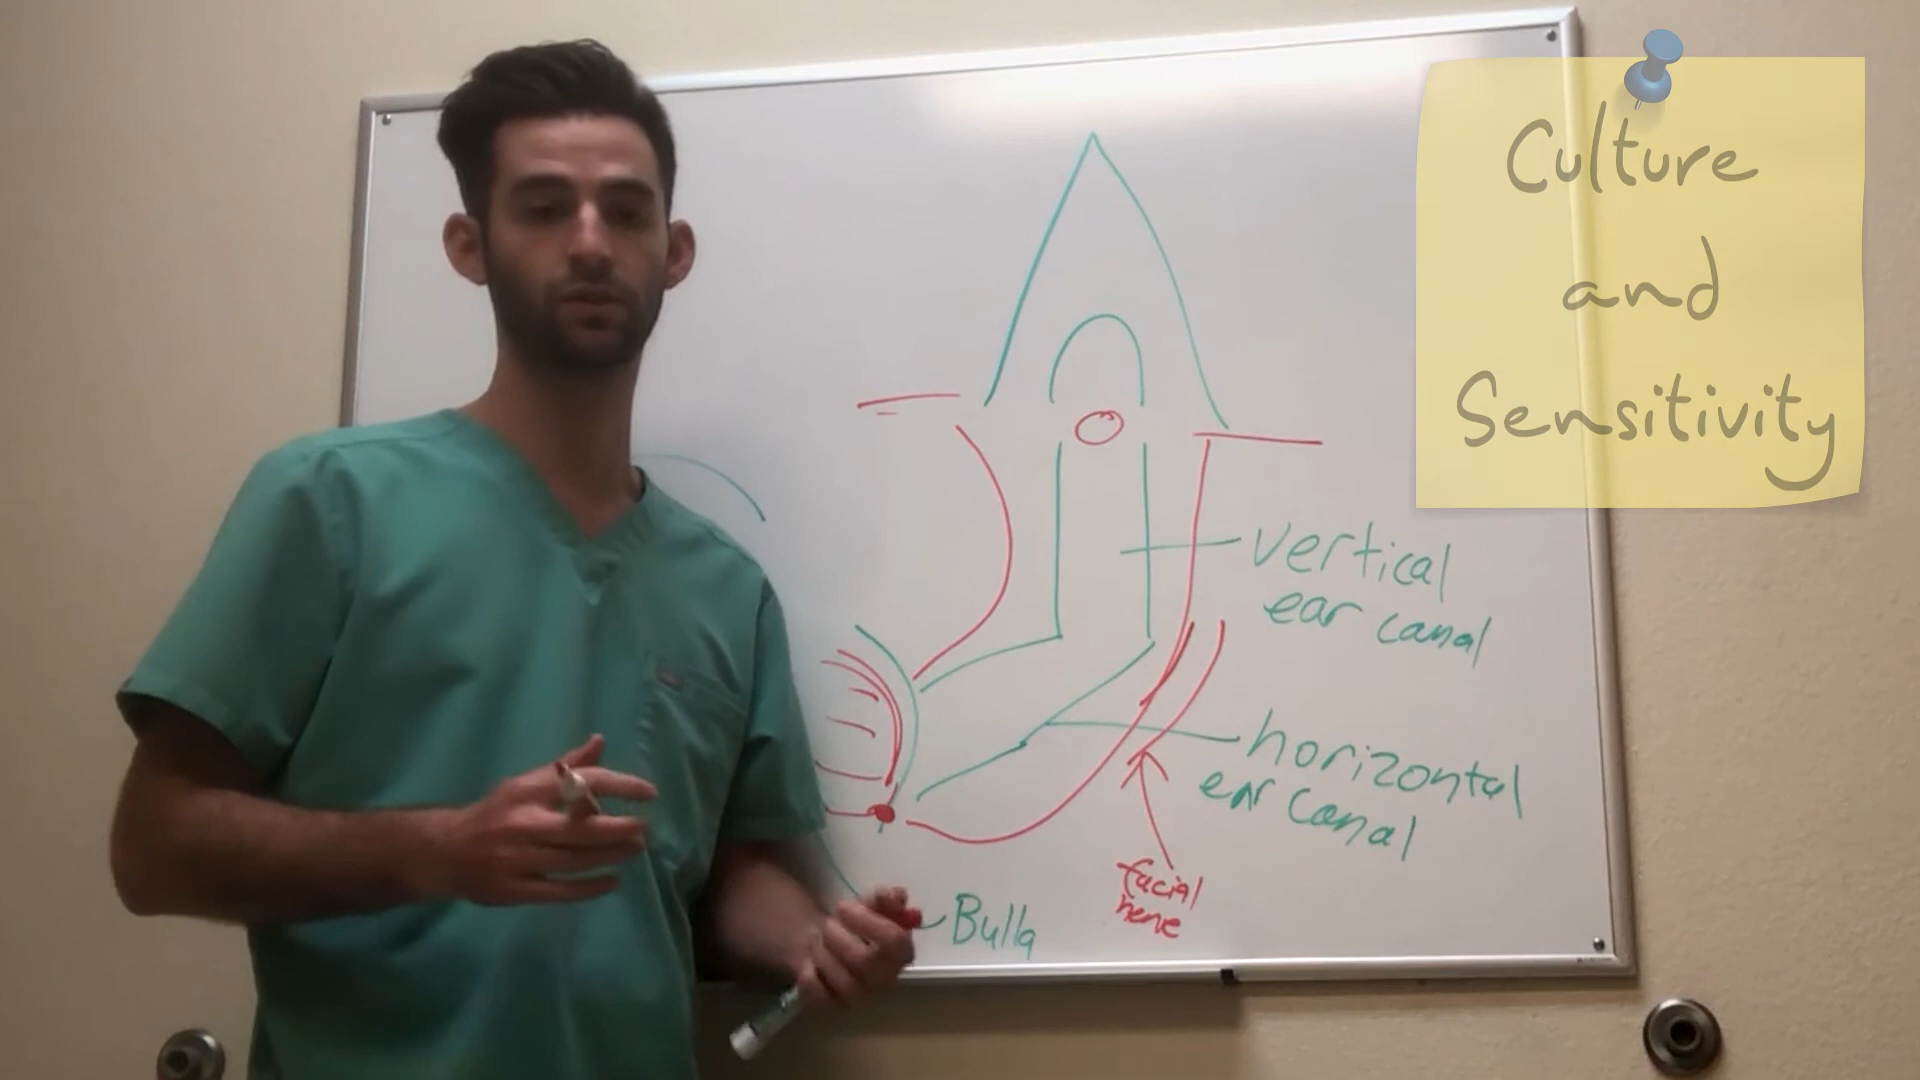 Culture
and
Sensitivity
vertical
ear canal
horizontal
ear canal
facial
nerve
Bulla